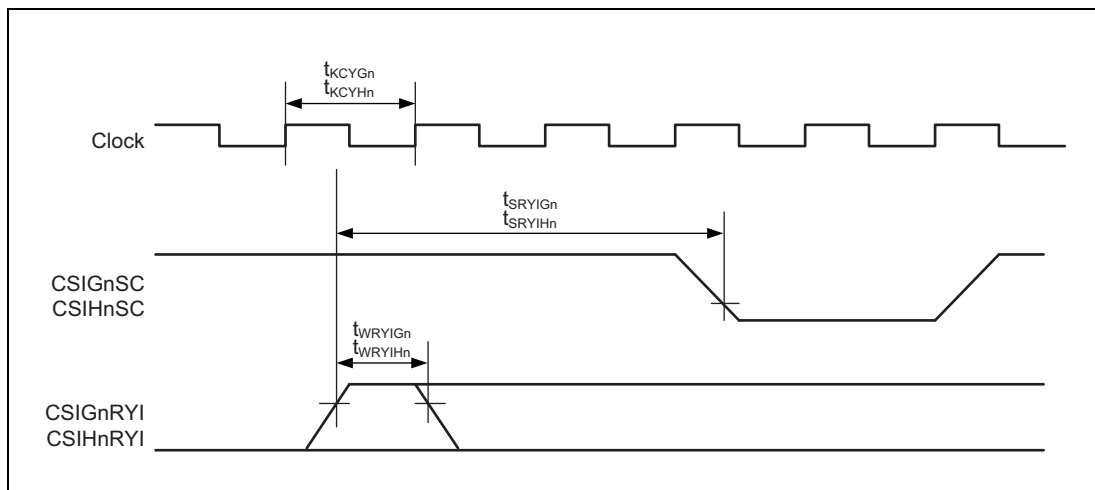 tKCYGn
tKCYHn
Clock
tSRYIGn
tSRYIHn
CSIGnSC
CSIHnSC
tWRYIGn
tWRYIHn
CSIGnRYI
CSIHnRYI